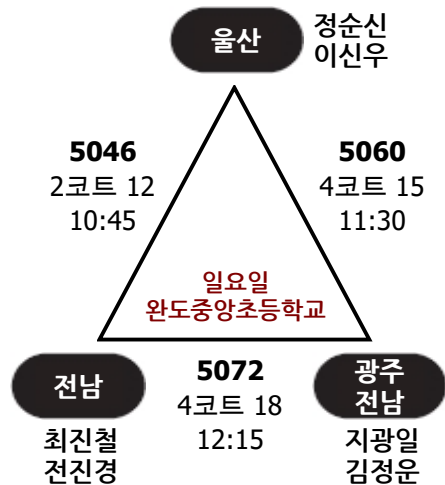 울산
정순신
이신우
5046
2코트 12
10:45
5060
4코트 15
11:30
일요일
완도중앙초등학교
전남
최진철
전진경
5072
4코트 18
12:15
광주
전남
지광일
김정운